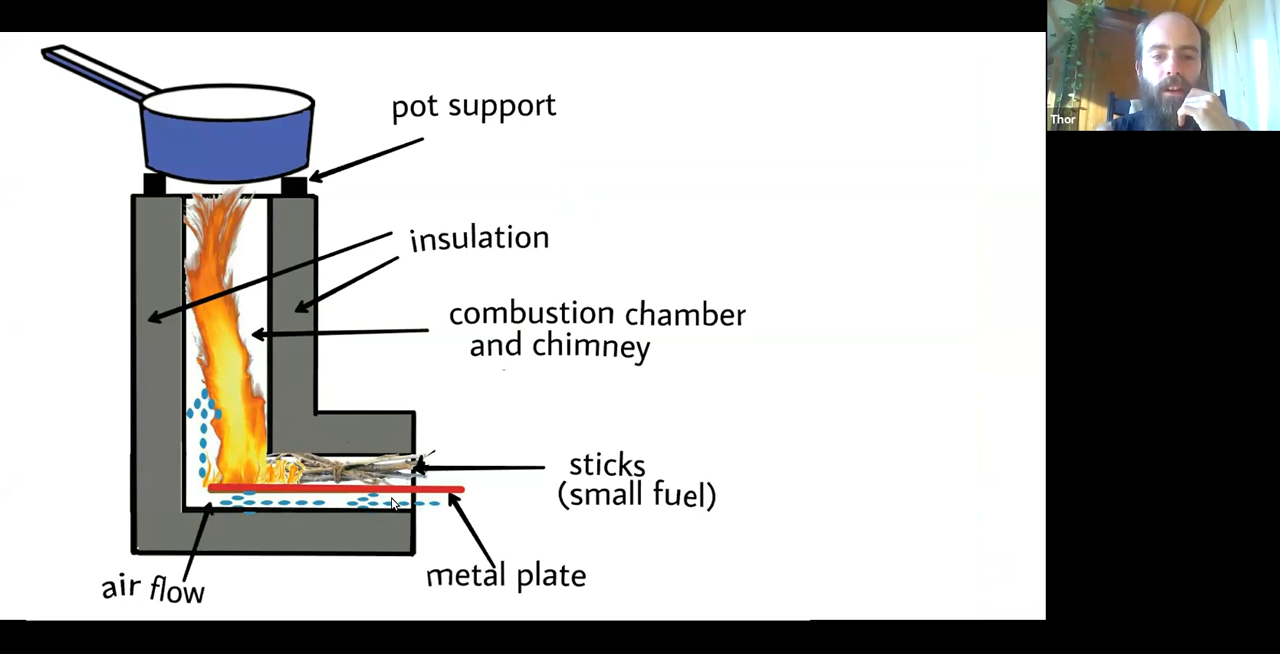 Thor
pot support
insulation
combustion chamber
and chimney
sticks
(small fuel)
metal plate
air flow